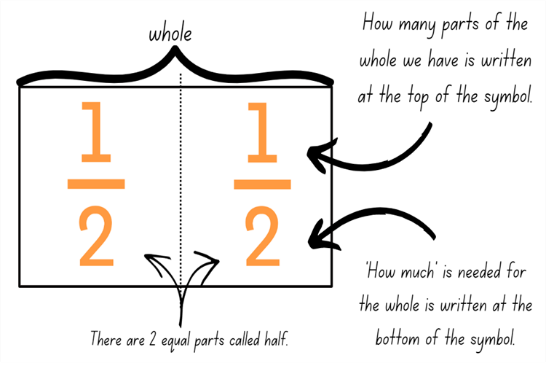 whole
How many parts of the
whole we have is written
at the top of the symbol.
1
2
1
2
'How much' is needed for
the whole is written at the
bottom of the symbol.
There are 2 equal parts called half.